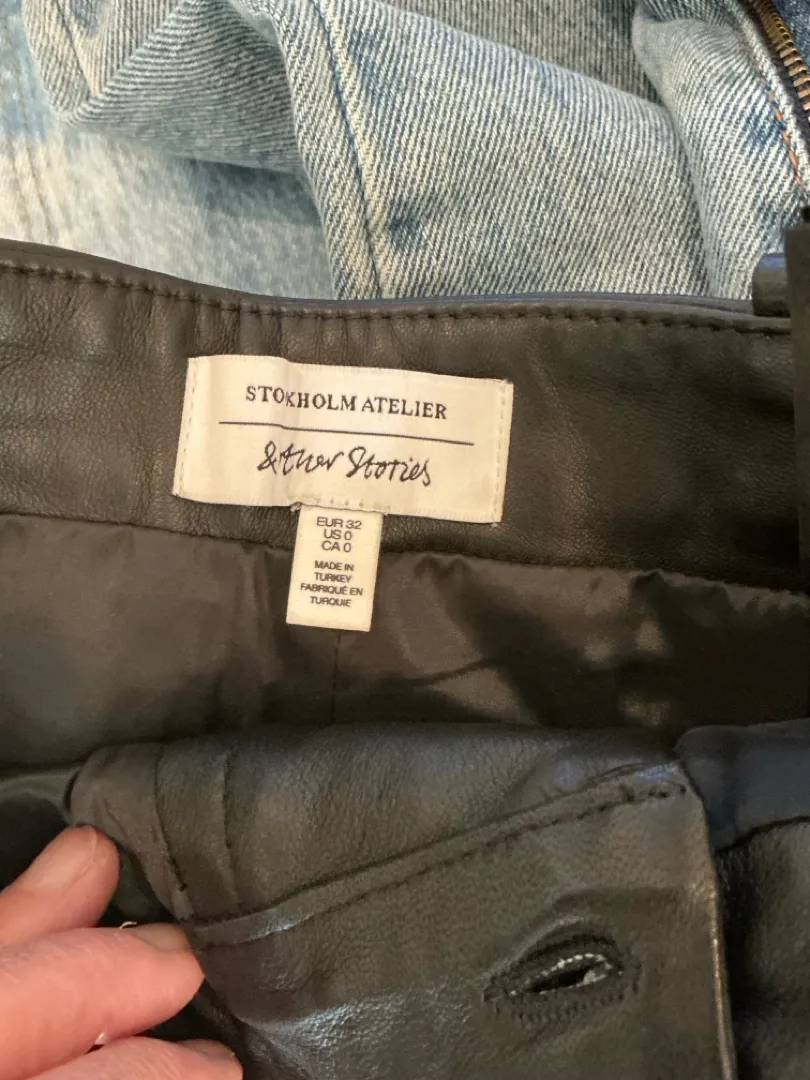 STOKHOLM ATELIER
& Other Stories
EUR 32
US 0
CA 0
MADE IN
TURKEY
FABRIQUÉ EN
TURQUIE